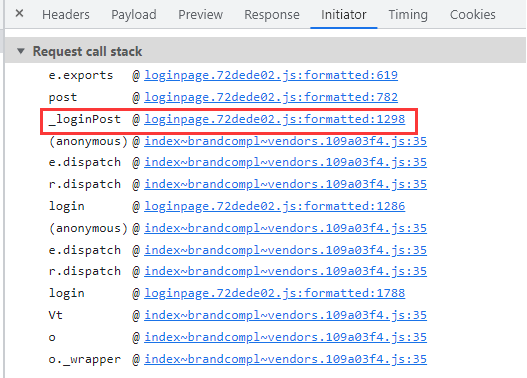 Headers Payload Preview Response Initiator Timing Cookies
Request call stack
e.exports @ loginpage.72dede02.js:formatted:619
post @ loginpage.72dede02.js:formatted:782
_loginPost @ loginpage.72dede02.js:formatted:1298
(anonymous) @ index~brandcompl~vendors.109a03f4.js:35
e.dispatch @ index~brandcompl~vendors.109a03f4.js:35
r.dispatch @ index~brandcompl~vendors.109a03f4.js:35
login @ loginpage.72dede02.js:formatted:1286
(anonymous) @ index~brandcompl~vendors.109a03f4.js:35
e.dispatch @ index~brandcompl~vendors.109a03f4.js:35
r.dispatch @ index~brandcompl~vendors.109a03f4.js:35
login @ loginpage.72dede02.js:formatted:1788
Vt @ index~brandcompl~vendors.109a03f4.js:35
o @ index~brandcompl~vendors.109a03f4.js:35
o._wrapper @ index~brandcompl~vendors.109a03f4.js:35